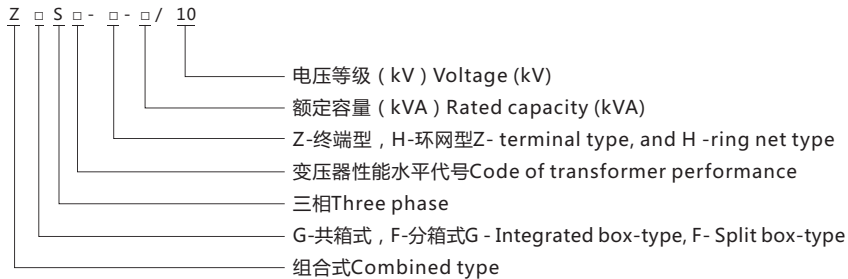 Z □ S □ - □ - □ / 10
电压等级（kV）Voltage (kV)
额定容量（kVA）Rated capacity (kVA)
Z-终端型，H-环网型Z- terminal type, and H -ring net type
变压器性能水平代号Code of transformer performance
三相Three phase
G-共箱式，F-分箱式G - Integrated box-type, F- Split box-type
组合式Combined type